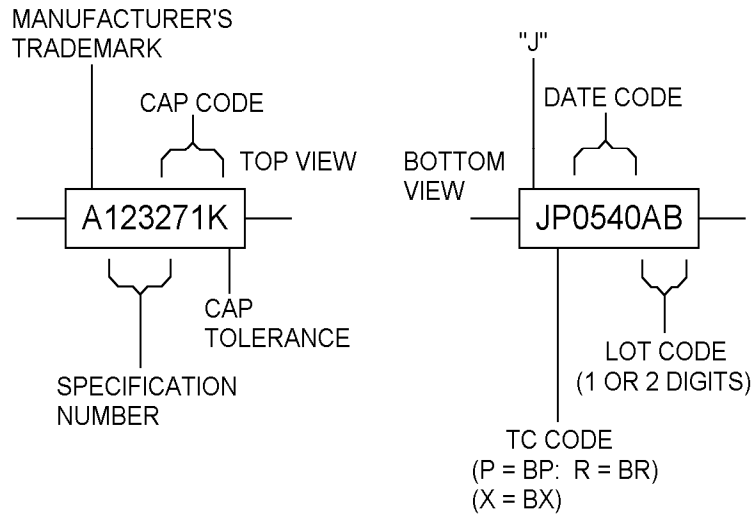 MANUFACTURER'S
TRADEMARK
CAP CODE
TOP VIEW
A123271K
CAP
TOLERANCE
SPECIFICATION
NUMBER
"J"
DATE CODE
BOTTOM
VIEW
JP0540AB
LOT CODE
(1 OR 2 DIGITS)
TC CODE
(P = BP: R = BR)
(X = BX)